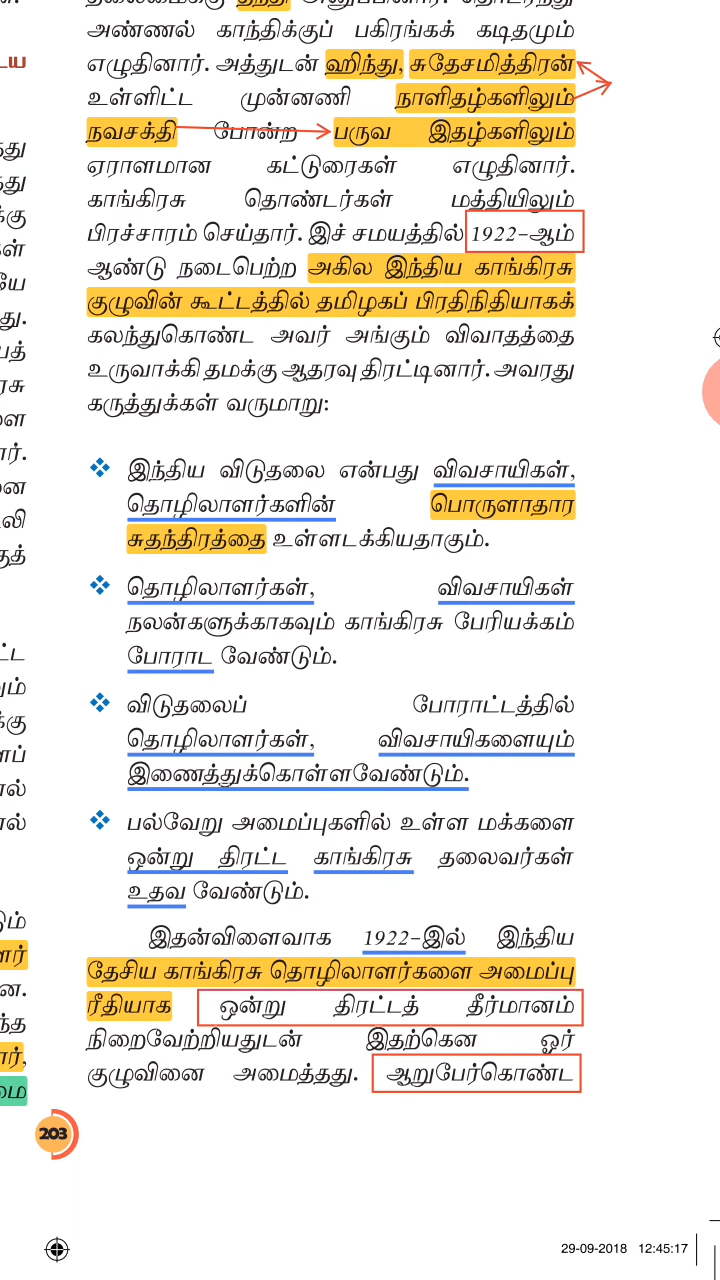 அண்ணல் காந்திக்குப் பகிரங்கக் கடிதமும்
எழுதினார். அத்துடன் ஹிந்து, சுதேசமித்திரன்
உள்ளிட்ட முன்னணி நாளிதழ்களிலும்
நவசக்தி போன்ற பருவ இதழ்களிலும்
ஏராளமான கட்டுரைகள் எழுதினார்.
காங்கிரசு தொண்டர்கள் மத்தியிலும்
பிரச்சாரம் செய்தார். இச் சமயத்தில் 1922-ஆம்
ஆண்டு நடைபெற்ற அகில இந்திய காங்கிரசு
குழுவின் கூட்டத்தில் தமிழகப் பிரதிநிதியாகக்
கலந்துகொண்ட அவர் அங்கும் விவாதத்தை
உருவாக்கி தமக்கு ஆதரவு திரட்டினார். அவரது
கருத்துக்கள் வருமாறு:
❖ இந்திய விடுதலை என்பது விவசாயிகள்,
தொழிலாளர்களின் பொருளாதார
சுதந்திரத்தை உள்ளடக்கியதாகும்.
❖ தொழிலாளர்கள், விவசாயிகள்
நலன்களுக்காகவும் காங்கிரசு பேரியக்கம்
போராட வேண்டும்.
❖ விடுதலைப் போராட்டத்தில்
தொழிலாளர்கள், விவசாயிகளையும்
இணைத்துக்கொள்ளவேண்டும்.
❖ பல்வேறு அமைப்புகளில் உள்ள மக்களை
ஒன்று திரட்ட காங்கிரசு தலைவர்கள்
உதவ வேண்டும்.
இதன்விளைவாக 1922-இல் இந்திய
தேசிய காங்கிரசு தொழிலாளர்களை அமைப்பு
ரீதியாக ஒன்று திரட்டத் தீர்மானம்
நிறைவேற்றியதுடன் இதற்கென ஓர்
குழுவினை அமைத்தது. ஆறுபேர்கொண்ட
203
29-09-2018 12:45:17